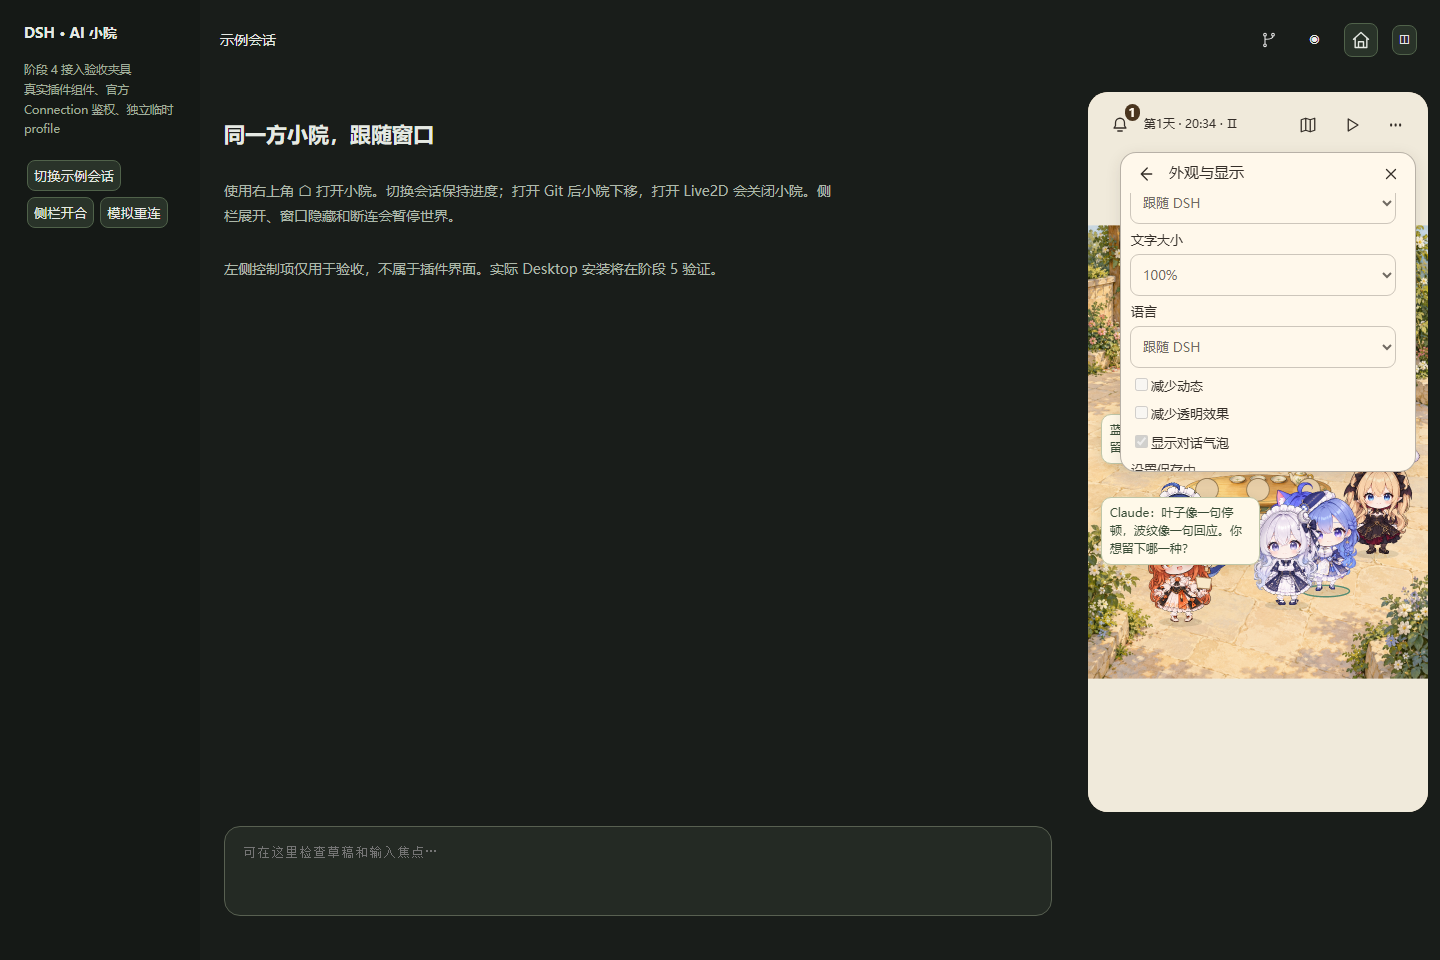 DSH • AI 小院
阶段 4 接入验收夹具
真实插件组件、官方
Connection 鉴权、独立临时
profile
切换示例会话
侧栏开合
模拟重连
示例会话
同一方小院，跟随窗口
使用右上角 ⌂ 打开小院。切换会话保持进度；打开 Git 后小院下移，打开 Live2D 会关闭小院。侧
栏展开、窗口隐藏和断连会暂停世界。
左侧控制项仅用于验收，不属于插件界面。实际 Desktop 安装将在阶段 5 验证。
可在这里检查草稿和输入焦点…
1
第1天 · 20:34 · II
外观与显示
跟随 DSH
文字大小
100%
语言
跟随 DSH
减少动态
减少透明效果
显示对话气泡
设置保存中
蓝
留
Claude：叶子像一句停
顿，波纹像一句回应。你
想留下哪一种？